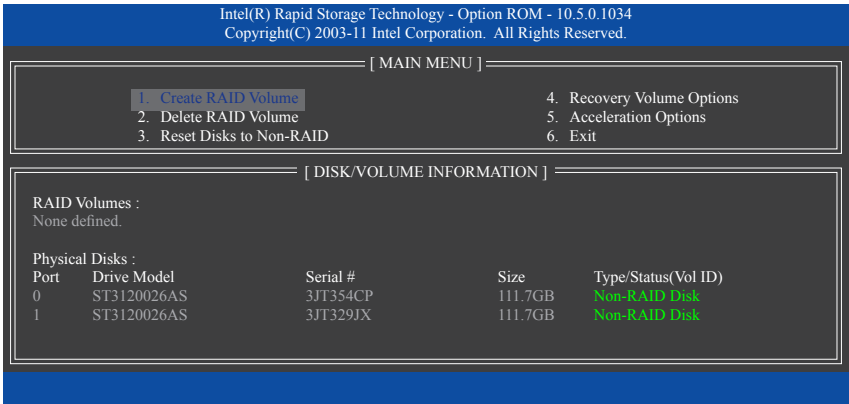 Intel(R) Rapid Storage Technology - Option ROM - 10.5.0.1034
Copyright(C) 2003-11 Intel Corporation.  All Rights Reserved.
[ MAIN MENU ]
1. Create RAID Volume
2. Delete RAID Volume
3. Reset Disks to Non-RAID
4. Recovery Volume Options
5. Acceleration Options
6. Exit
[ DISK/VOLUME INFORMATION ]
RAID Volumes :
None defined.
Physical Disks :
Port Drive Model Serial # Size Type/Status(Vol ID)
0 ST3120026AS 3JT354CP 111.7GB Non-RAID Disk
1 ST3120026AS 3JT329JX 111.7GB Non-RAID Disk